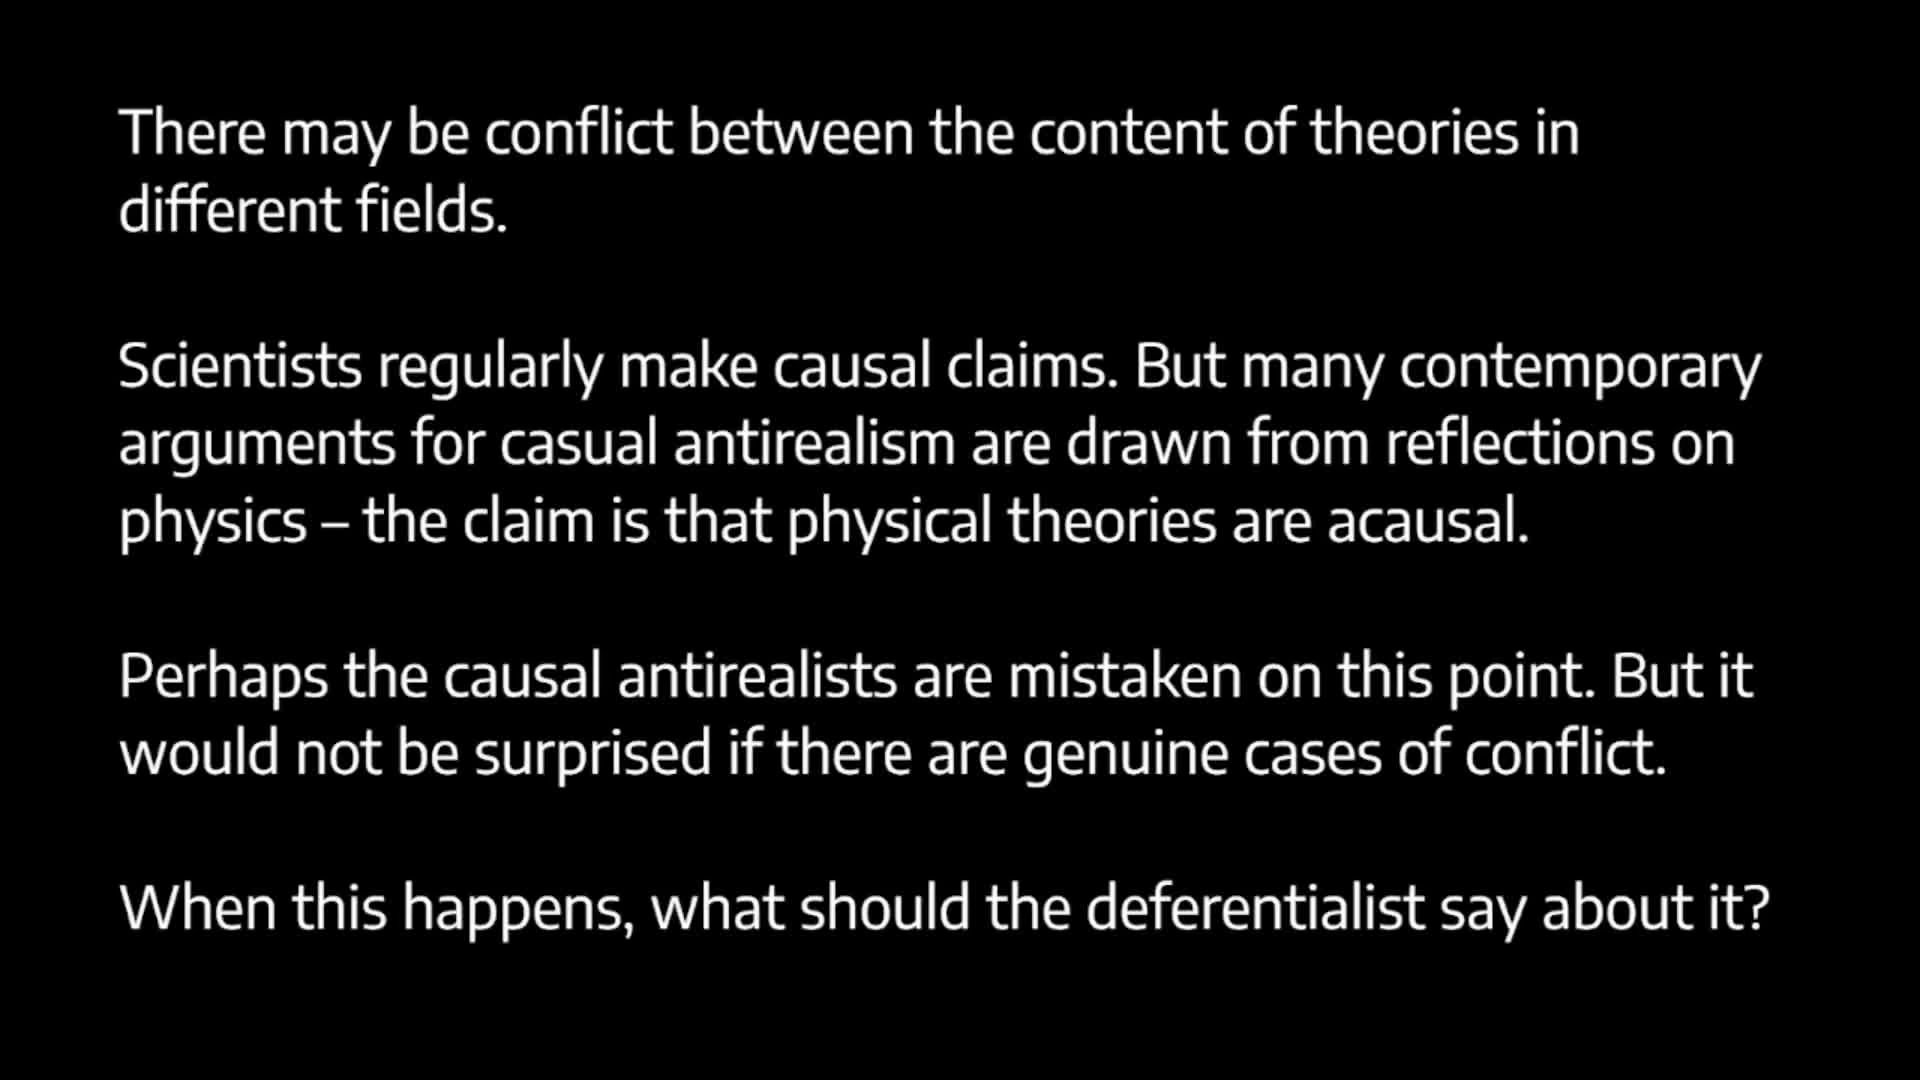 There may be conflict between the content of theories in
different fields.
Scientists regularly make causal claims. But many contemporary
arguments for casual antirealism are drawn from reflections on
physics – the claim is that physical theories are acausal.
Perhaps the causal antirealists are mistaken on this point. But it
would not be surprised if there are genuine cases of conflict.
When this happens, what should the deferentialist say about it?